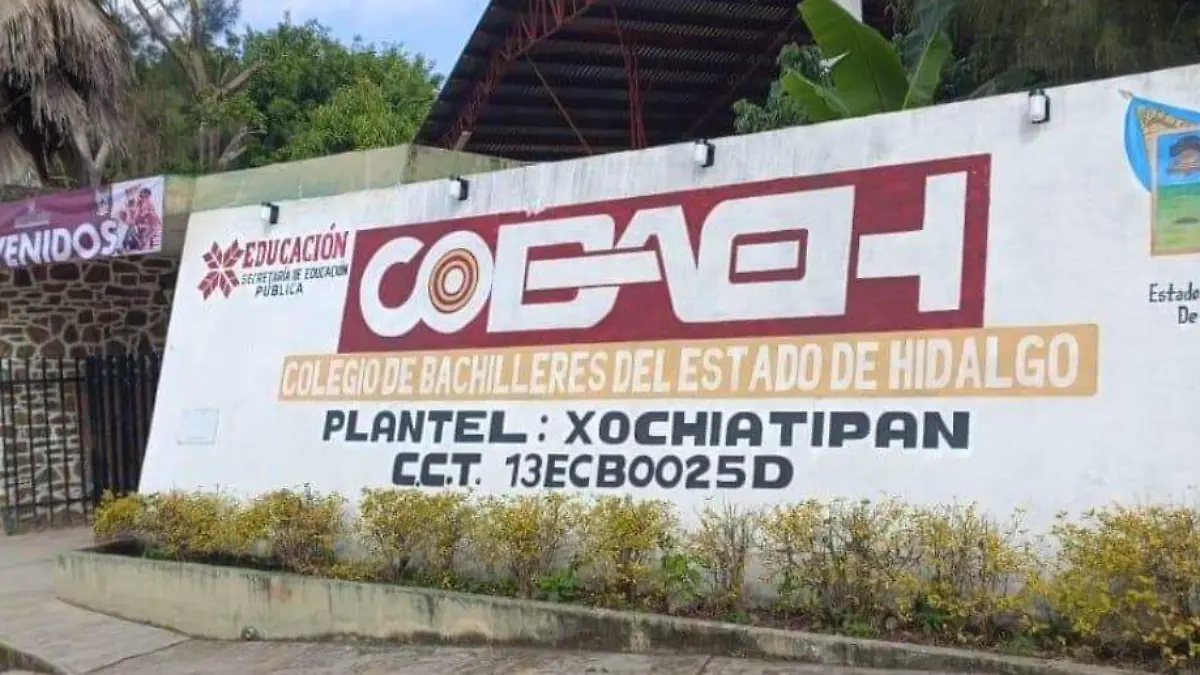 VENIDOS
EDUCACIÓN
SECRETARÍA DE EDUCACIÓN
PÚBLICA
COBAEH
COLEGIO DE BACHILLERES DEL ESTADO DE HIDALGO
PLANTEL : XOCHIATIPAN
C.C.T. 13ECB0025D
Estado
De